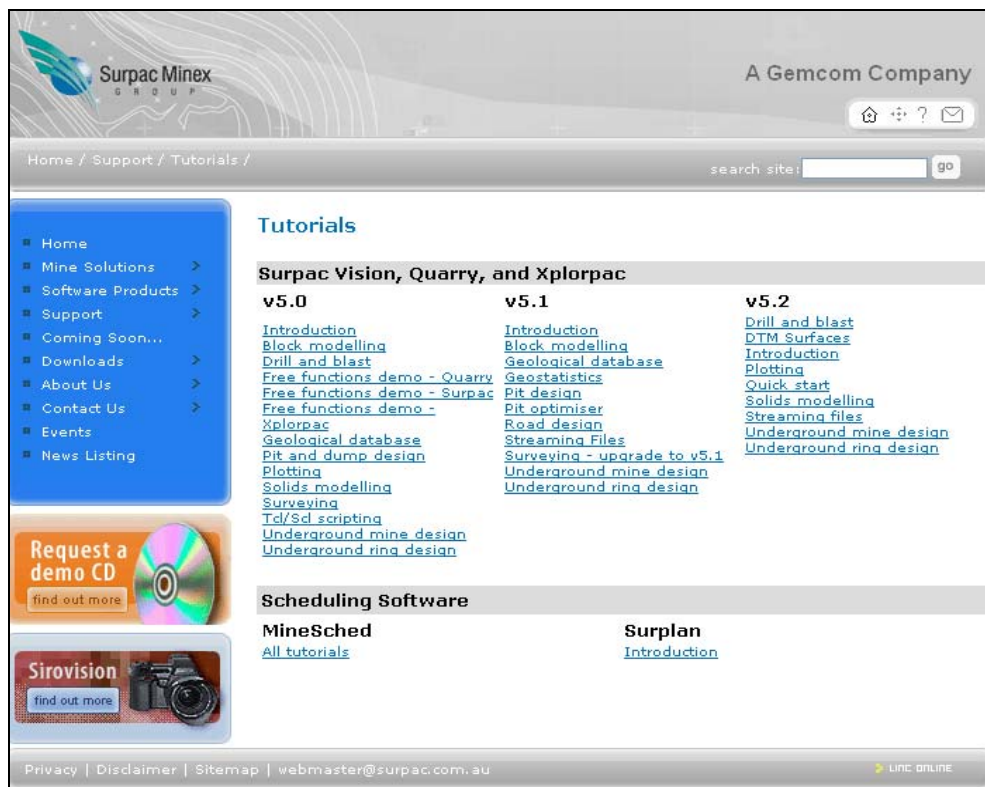 Surpac Minex
GROUP
A Gemcom Company
?
Home / Support / Tutorials /
search site:
go
Home
Mine Solutions >
Software Products >
Support >
Coming Soon...
Downloads >
About Us >
Contact Us >
Events
News Listing
Request a
demo CD
find out more
Sirovision
find out more
Tutorials
Surpac Vision, Quarry, and Xplorpac
v5.0
Introduction
Block modelling
Drill and blast
Free functions demo - Quarry
Free functions demo - Surpac
Free functions demo -
Xplorpac
Geological database
Pit and dump design
Plotting
Solids modelling
Surveying
Tcl/Scl scripting
Underground mine design
Underground ring design
v5.1
Introduction
Block modelling
Geological database
Geostatistics
Pit design
Pit optimiser
Road design
Streaming Files
Surveying - upgrade to v5.1
Underground mine design
Underground ring design
v5.2
Drill and blast
DTM Surfaces
Introduction
Plotting
Quick start
Solids modelling
Streaming files
Underground mine design
Underground ring design
Scheduling Software
MineSched
All tutorials
Surplan
Introduction
Privacy | Disclaimer | Sitemap | webmaster@surpac.com.au
LINC ONLINE